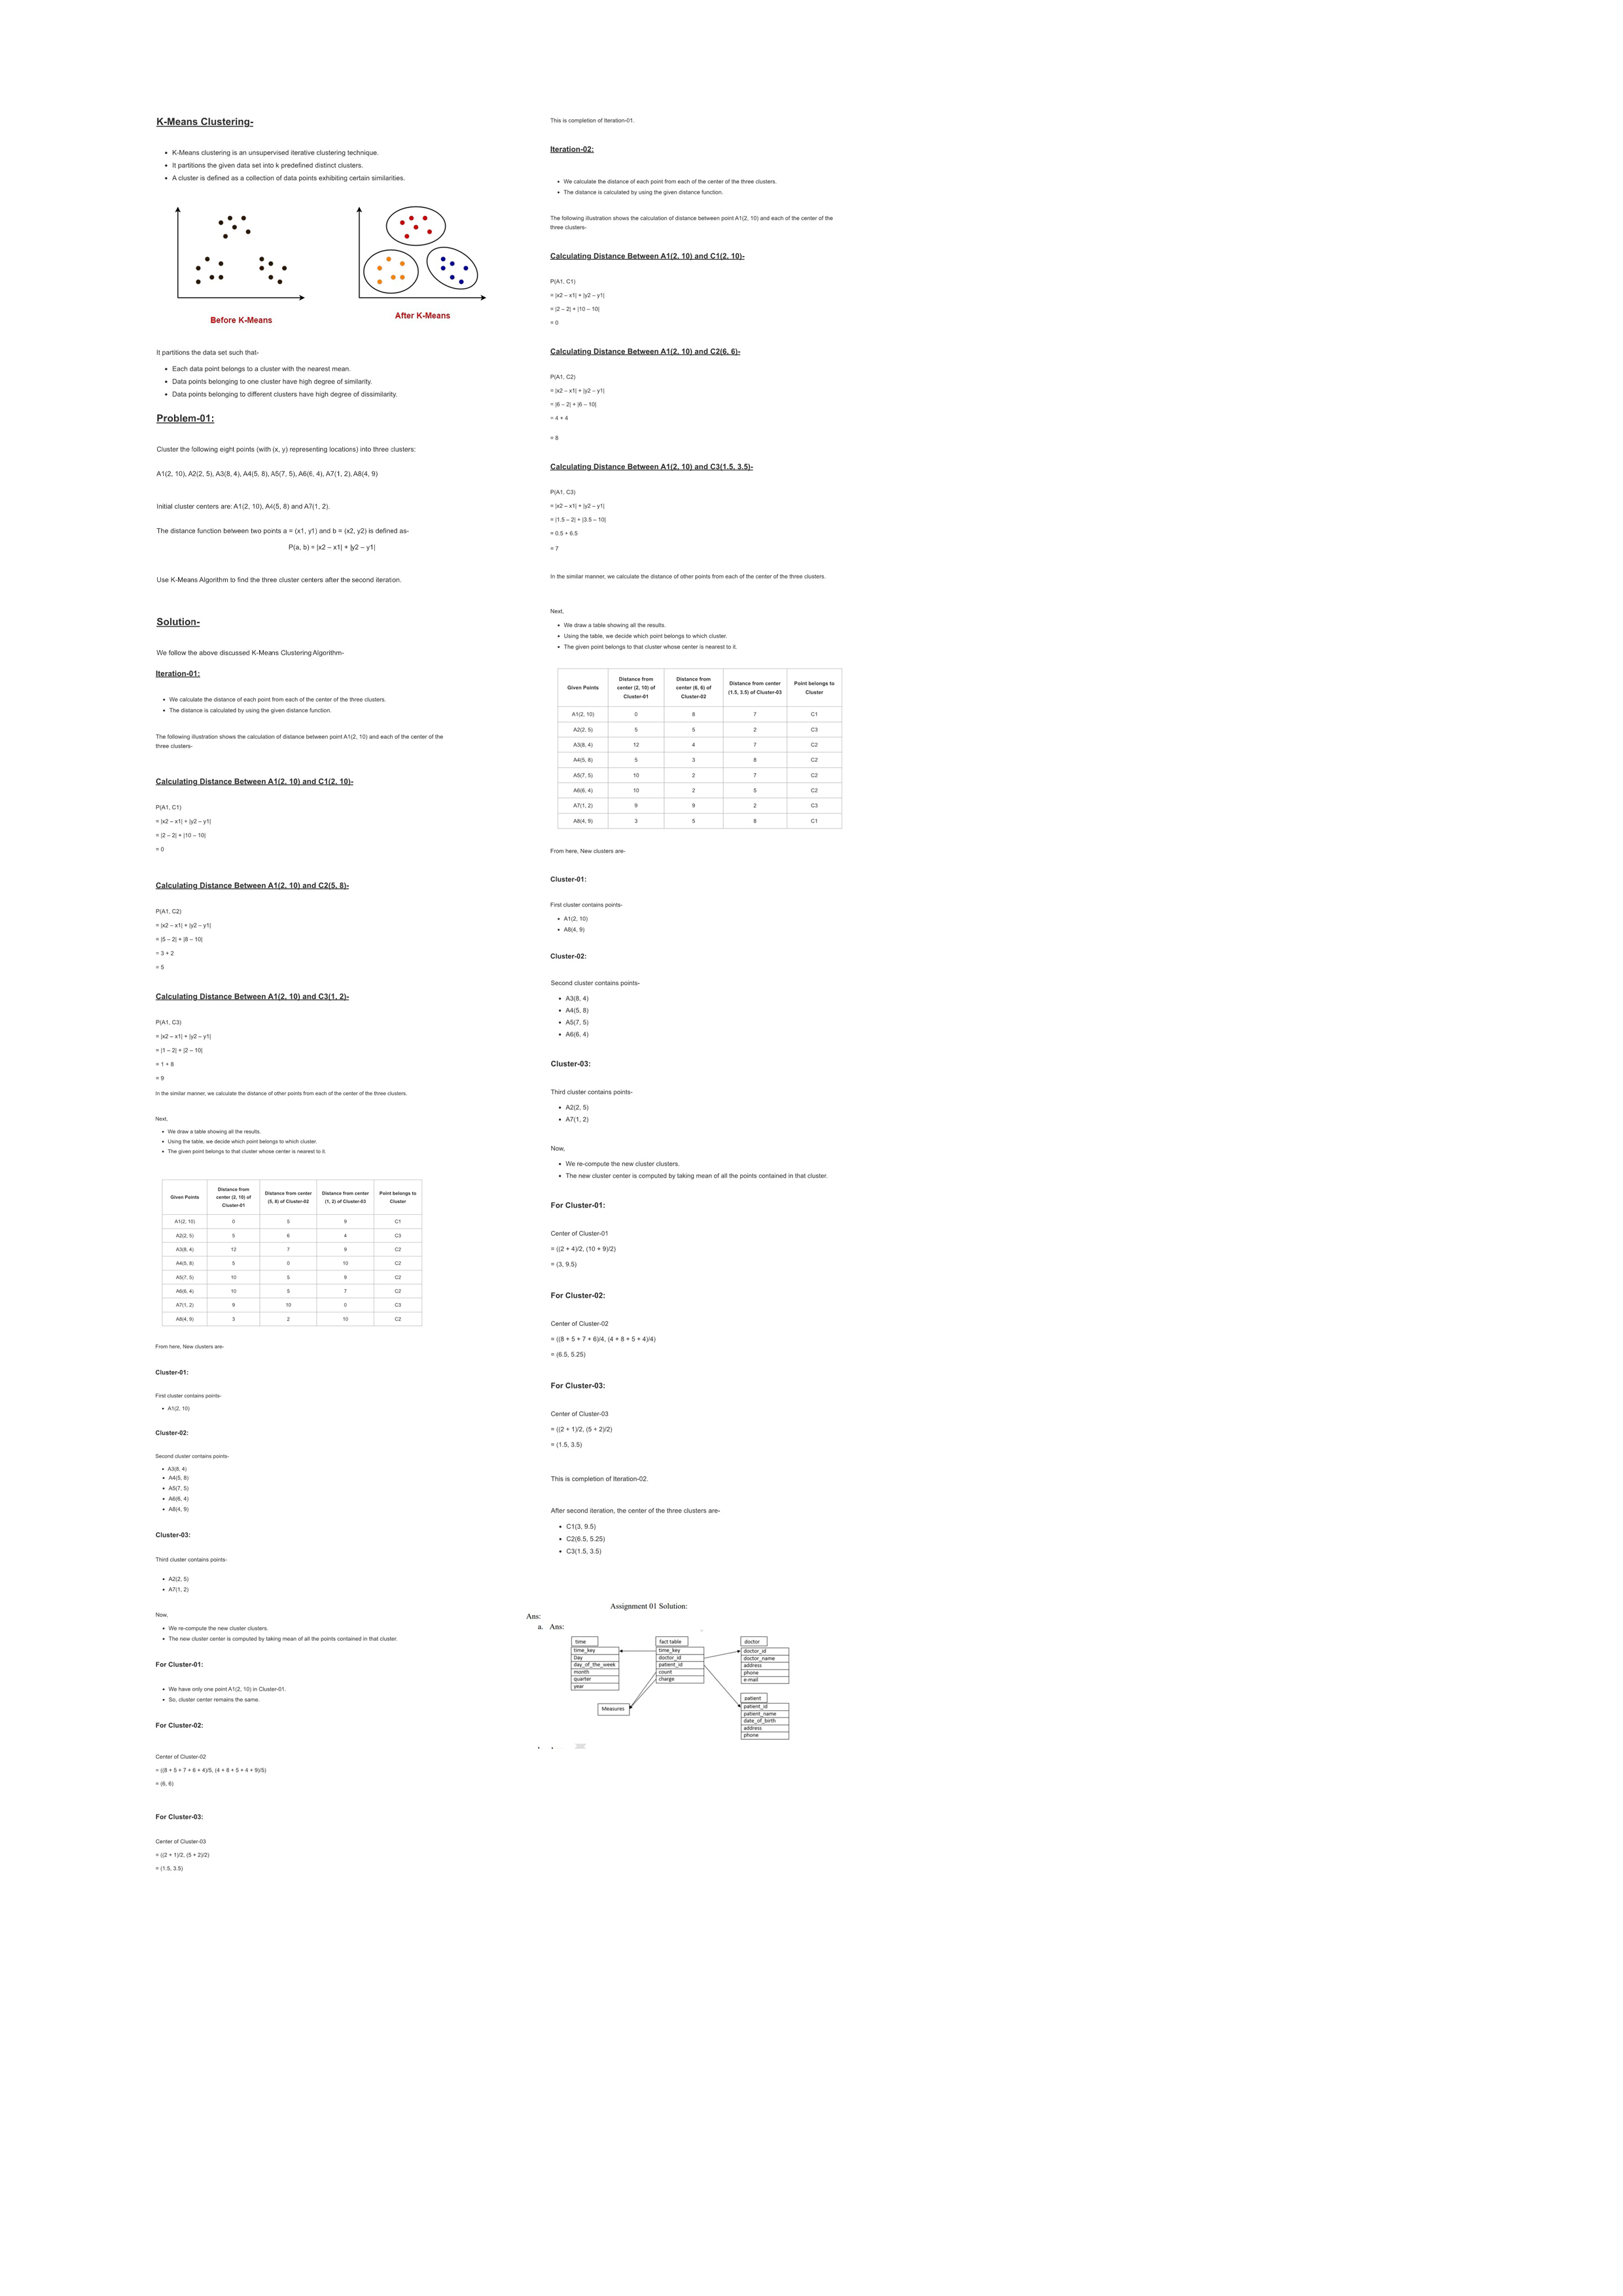 K-Means Clustering-
• K-Means clustering is an unsupervised iterative clustering technique.
• It partitions the given data set into k predefined distinct clusters.
• A cluster is defined as a collection of data points exhibiting certain similarities.
Before K-Means
After K-Means
It partitions the data set such that-
• Each data point belongs to a cluster with the nearest mean.
• Data points belonging to one cluster have high degree of similarity.
• Data points belonging to different clusters have high degree of dissimilarity.
Problem-01:
Cluster the following eight points (with (x, y) representing locations) into three clusters:
A1(2, 10), A2(2, 5), A3(8, 4), A4(5, 8), A5(7, 5), A6(6, 4), A7(1, 2), A8(4, 9)
Initial cluster centers are: A1(2, 10), A4(5, 8) and A7(1, 2).
The distance function between two points a = (x1, y1) and b = (x2, y2) is defined as-
P(a, b) = |x2 – x1| + |y2 – y1|
Use K-Means Algorithm to find the three cluster centers after the second iteration.
Solution-
We follow the above discussed K-Means Clustering Algorithm-
Iteration-01:
• We calculate the distance of each point from each of the center of the three clusters.
• The distance is calculated by using the given distance function.
The following illustration shows the calculation of distance between point A1(2, 10) and each of the center of the
three clusters-
Calculating Distance Between A1(2, 10) and C1(2, 10)-
P(A1, C1)
= |x2 – x1| + |y2 – y1|
= |2 – 2| + |10 – 10|
= 0
Calculating Distance Between A1(2, 10) and C2(5, 8)-
P(A1, C2)
= |x2 – x1| + |y2 – y1|
= |5 – 2| + |8 – 10|
= 3 + 2
= 5
Calculating Distance Between A1(2, 10) and C3(1, 2)-
P(A1, C3)
= |x2 – x1| + |y2 – y1|
= |1 – 2| + |2 – 10|
= 1 + 8
= 9
In the similar manner, we calculate the distance of other points from each of the center of the three clusters.
Next,
• We draw a table showing all the results.
• Using the table, we decide which point belongs to which cluster.
• The given point belongs to that cluster whose center is nearest to it.
Given Points Distance from center (2, 10) of Cluster-01 Distance from center (5, 8) of Cluster-02 Distance from center (1, 2) of Cluster-03 Point belongs to Cluster
A1(2, 10) 0 5 9 C1
A2(2, 5) 5 6 4 C3
A3(8, 4) 12 7 9 C2
A4(5, 8) 5 0 10 C2
A5(7, 5) 10 5 9 C2
A6(6, 4) 10 5 7 C2
A7(1, 2) 9 10 0 C3
A8(4, 9) 3 2 10 C2
From here, New clusters are-
Cluster-01:
First cluster contains points-
• A1(2, 10)
Cluster-02:
Second cluster contains points-
• A3(8, 4)
• A4(5, 8)
• A5(7, 5)
• A6(6, 4)
• A8(4, 9)
Cluster-03:
Third cluster contains points-
• A2(2, 5)
• A7(1, 2)
Now,
• We re-compute the new cluster clusters.
• The new cluster center is computed by taking mean of all the points contained in that cluster.
For Cluster-01:
• We have only one point A1(2, 10) in Cluster-01.
• So, cluster center remains the same.
For Cluster-02:
Center of Cluster-02
= ((8 + 5 + 7 + 6 + 4)/5, (4 + 8 + 5 + 4 + 9)/5)
= (6, 6)
For Cluster-03:
Center of Cluster-03
= ((2 + 1)/2, (5 + 2)/2)
= (1.5, 3.5)
This is completion of Iteration-01.
Iteration-02:
• We calculate the distance of each point from each of the center of the three clusters.
• The distance is calculated by using the given distance function.
The following illustration shows the calculation of distance between point A1(2, 10) and each of the center of the
three clusters-
Calculating Distance Between A1(2, 10) and C1(2, 10)-
P(A1, C1)
= |x2 – x1| + |y2 – y1|
= |2 – 2| + |10 – 10|
= 0
Calculating Distance Between A1(2, 10) and C2(6, 6)-
P(A1, C2)
= |x2 – x1| + |y2 – y1|
= |6 – 2| + |6 – 10|
= 4 + 4
= 8
Calculating Distance Between A1(2, 10) and C3(1.5, 3.5)-
P(A1, C3)
= |x2 – x1| + |y2 – y1|
= |1.5 – 2| + |3.5 – 10|
= 0.5 + 6.5
= 7
In the similar manner, we calculate the distance of other points from each of the center of the three clusters.
Next,
• We draw a table showing all the results.
• Using the table, we decide which point belongs to which cluster.
• The given point belongs to that cluster whose center is nearest to it.
Given Points Distance from center (2, 10) of Cluster-01 Distance from center (6, 6) of Cluster-02 Distance from center (1.5, 3.5) of Cluster-03 Point belongs to Cluster
A1(2, 10) 0 8 7 C1
A2(2, 5) 5 5 2 C3
A3(8, 4) 12 4 7 C2
A4(5, 8) 5 3 8 C2
A5(7, 5) 10 2 7 C2
A6(6, 4) 10 2 5 C2
A7(1, 2) 9 9 2 C3
A8(4, 9) 3 5 8 C1
From here, New clusters are-
Cluster-01:
First cluster contains points-
• A1(2, 10)
• A8(4, 9)
Cluster-02:
Second cluster contains points-
• A3(8, 4)
• A4(5, 8)
• A5(7, 5)
• A6(6, 4)
Cluster-03:
Third cluster contains points-
• A2(2, 5)
• A7(1, 2)
Now,
• We re-compute the new cluster clusters.
• The new cluster center is computed by taking mean of all the points contained in that cluster.
For Cluster-01:
Center of Cluster-01
= ((2 + 4)/2, (10 + 9)/2)
= (3, 9.5)
For Cluster-02:
Center of Cluster-02
= ((8 + 5 + 7 + 6)/4, (4 + 8 + 5 + 4)/4)
= (6.5, 5.25)
For Cluster-03:
Center of Cluster-03
= ((2 + 1)/2, (5 + 2)/2)
= (1.5, 3.5)
This is completion of Iteration-02.
After second iteration, the center of the three clusters are-
• C1(3, 9.5)
• C2(6.5, 5.25)
• C3(1.5, 3.5)
Assignment 01 Solution:
Ans:
a. Ans:
time
time_key
Day
day_of_the_week
month
quarter
year
fact table
time_key
doctor_id
patient_id
count
charge
doctor
doctor_id
doctor_name
address
phone
e-mail
Measures
patient
patient_id
patient_name
date_of_birth
address
phone